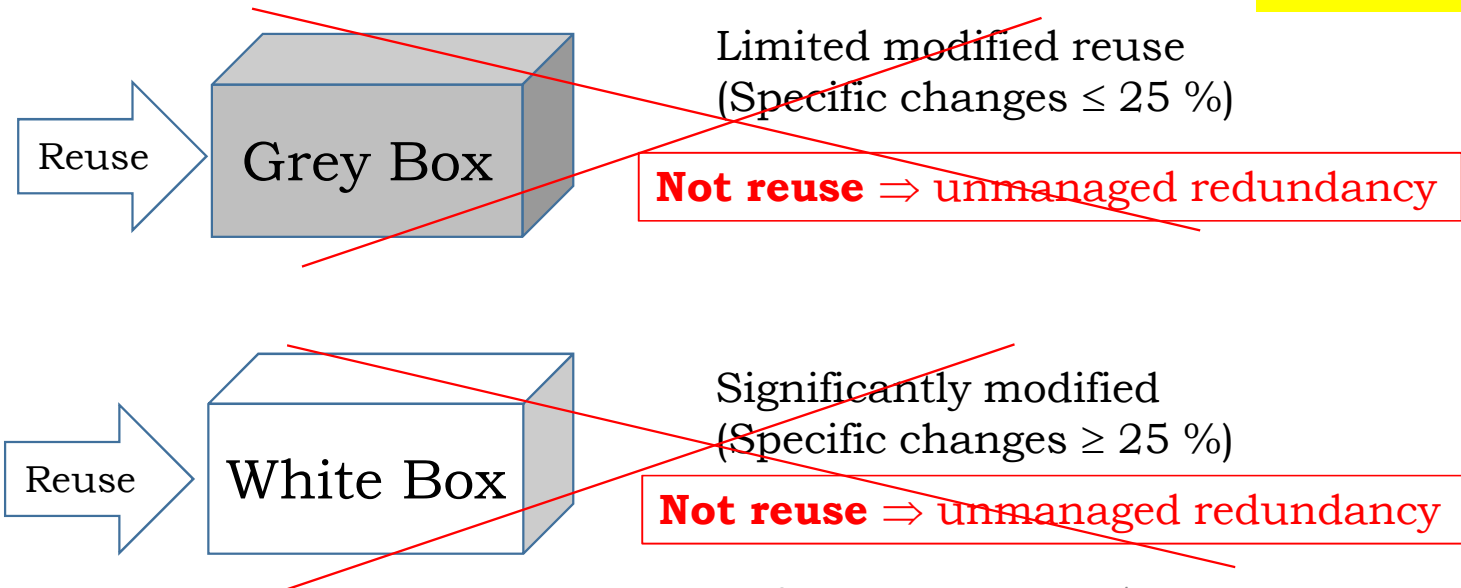 Limited modified reuse
(Specific changes ≤ 25 %)
Reuse
Grey Box
Not reuse ⇒ unmanaged redundancy
Significantly modified
(Specific changes ≥ 25 %)
Reuse
White Box
Not reuse ⇒ unmanaged redundancy